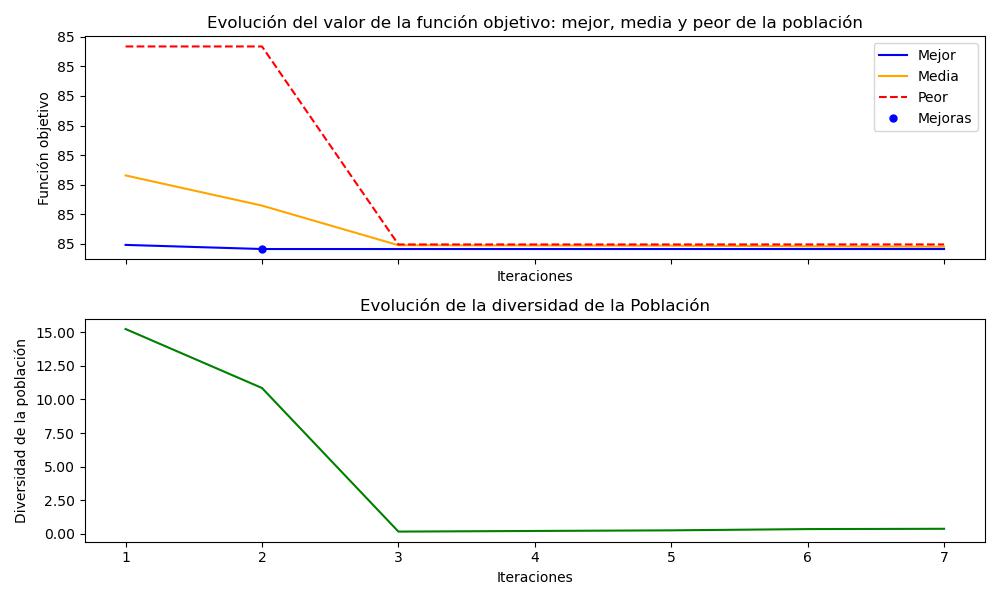 Evolución del valor de la función objetivo: mejor, media y peor de la población
85
85
85
85
85
85
85
85
Función objetivo
Mejor
Media
Peor
Mejoras
Iteraciones
Evolución de la diversidad de la Población
15.00
12.50
10.00
7.50
5.00
2.50
0.00
Diversidad de la población
1 2 3 4 5 6 7
Iteraciones